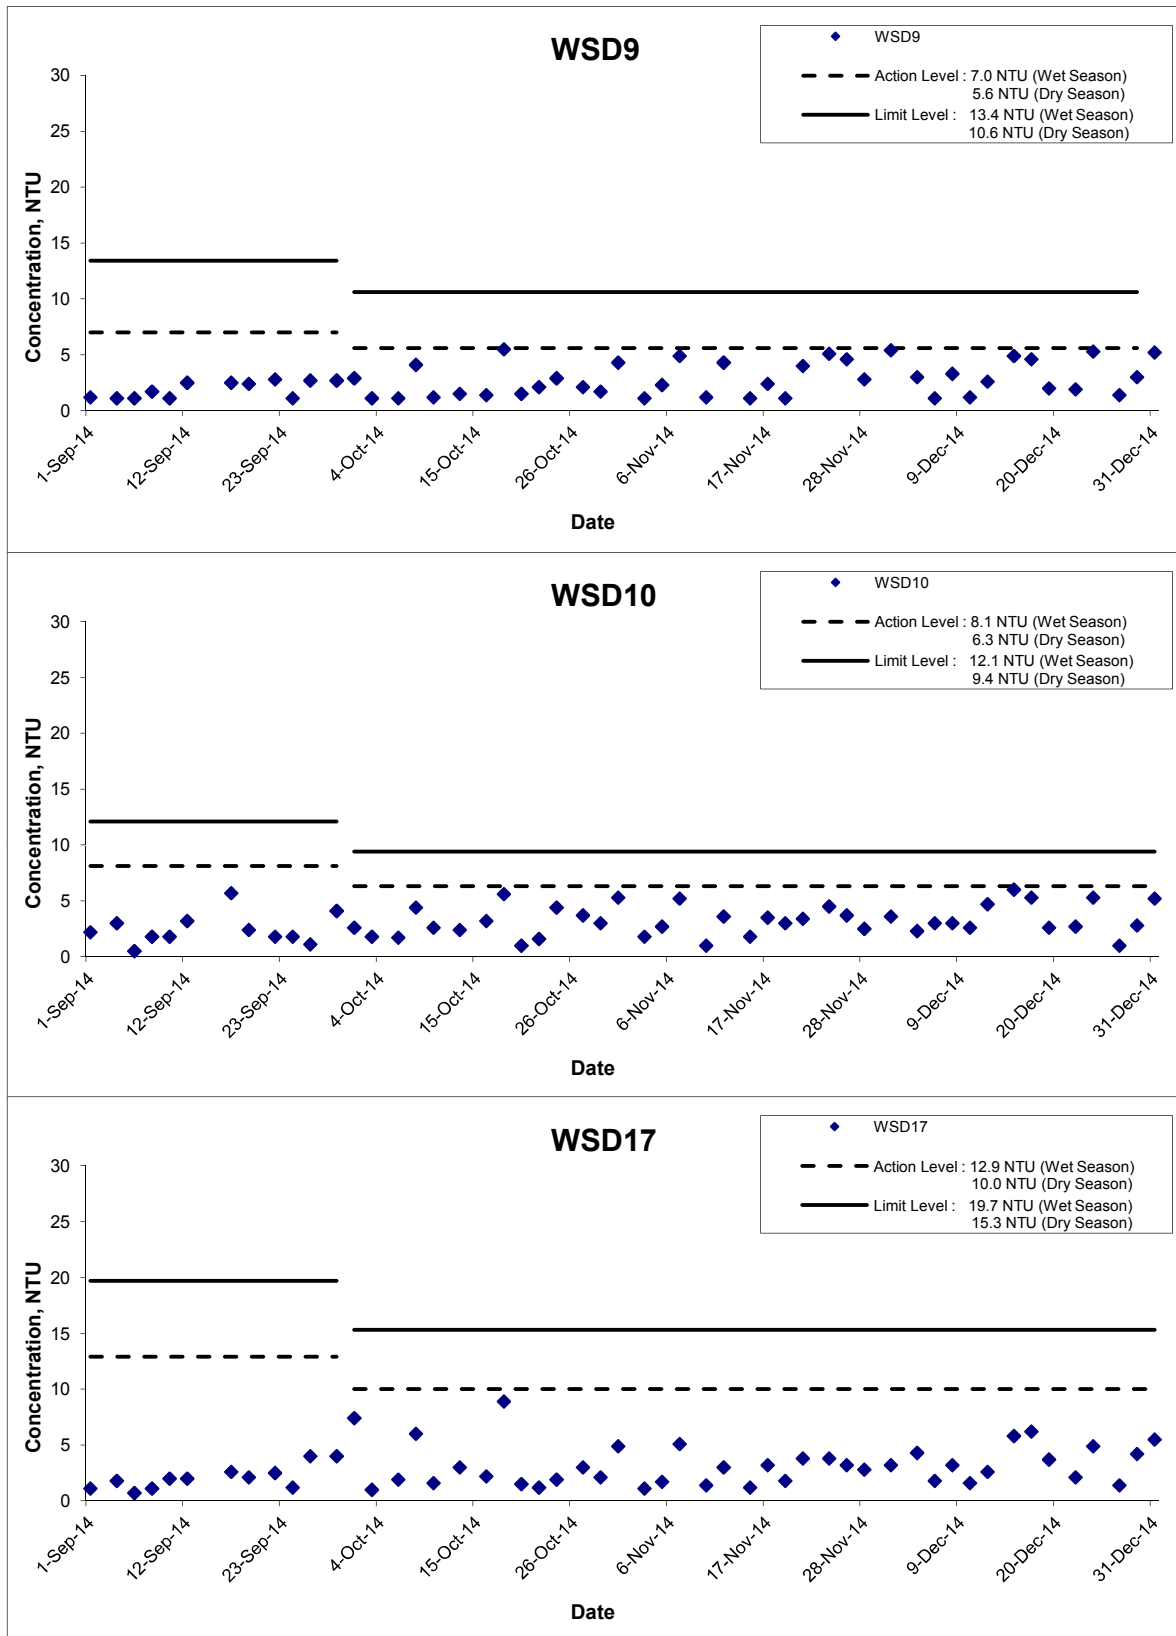 WSD9
WSD9
Action Level : 7.0 NTU (Wet Season)
5.6 NTU (Dry Season)
Limit Level : 13.4 NTU (Wet Season)
10.6 NTU (Dry Season)
Concentration, NTU
30
25
20
15
10
5
0
1-Sep-14
12-Sep-14
23-Sep-14
4-Oct-14
15-Oct-14
26-Oct-14
6-Nov-14
17-Nov-14
28-Nov-14
9-Dec-14
20-Dec-14
31-Dec-14
Date
WSD10
WSD10
Action Level : 8.1 NTU (Wet Season)
6.3 NTU (Dry Season)
Limit Level : 12.1 NTU (Wet Season)
9.4 NTU (Dry Season)
Concentration, NTU
30
25
20
15
10
5
0
1-Sep-14
12-Sep-14
23-Sep-14
4-Oct-14
15-Oct-14
26-Oct-14
6-Nov-14
17-Nov-14
28-Nov-14
9-Dec-14
20-Dec-14
31-Dec-14
Date
WSD17
WSD17
Action Level : 12.9 NTU (Wet Season)
10.0 NTU (Dry Season)
Limit Level : 19.7 NTU (Wet Season)
15.3 NTU (Dry Season)
Concentration, NTU
30
25
20
15
10
5
0
1-Sep-14
12-Sep-14
23-Sep-14
4-Oct-14
15-Oct-14
26-Oct-14
6-Nov-14
17-Nov-14
28-Nov-14
9-Dec-14
20-Dec-14
31-Dec-14
Date